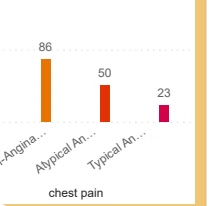 86
50
23
-Angina...
Atypical An...
Typical An...
chest pain